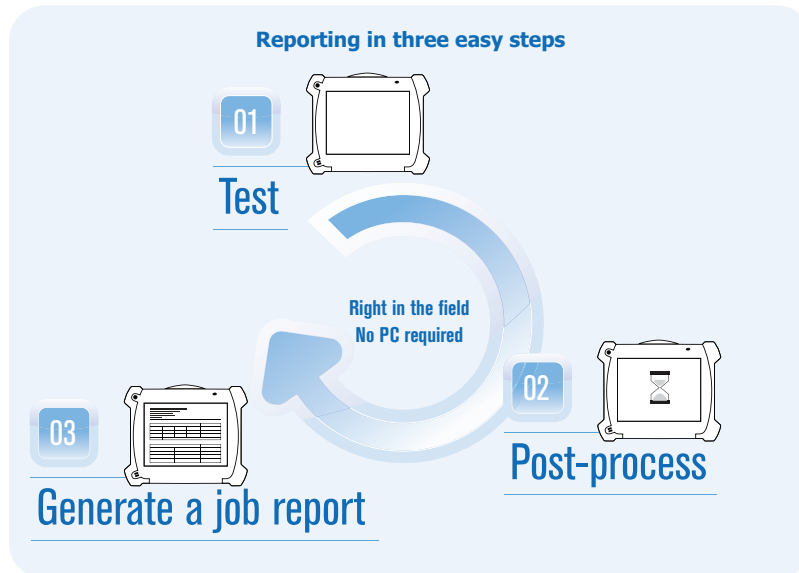 Reporting in three easy steps
01
Test
Right in the field
No PC required
02
Post-process
03
Generate a job report